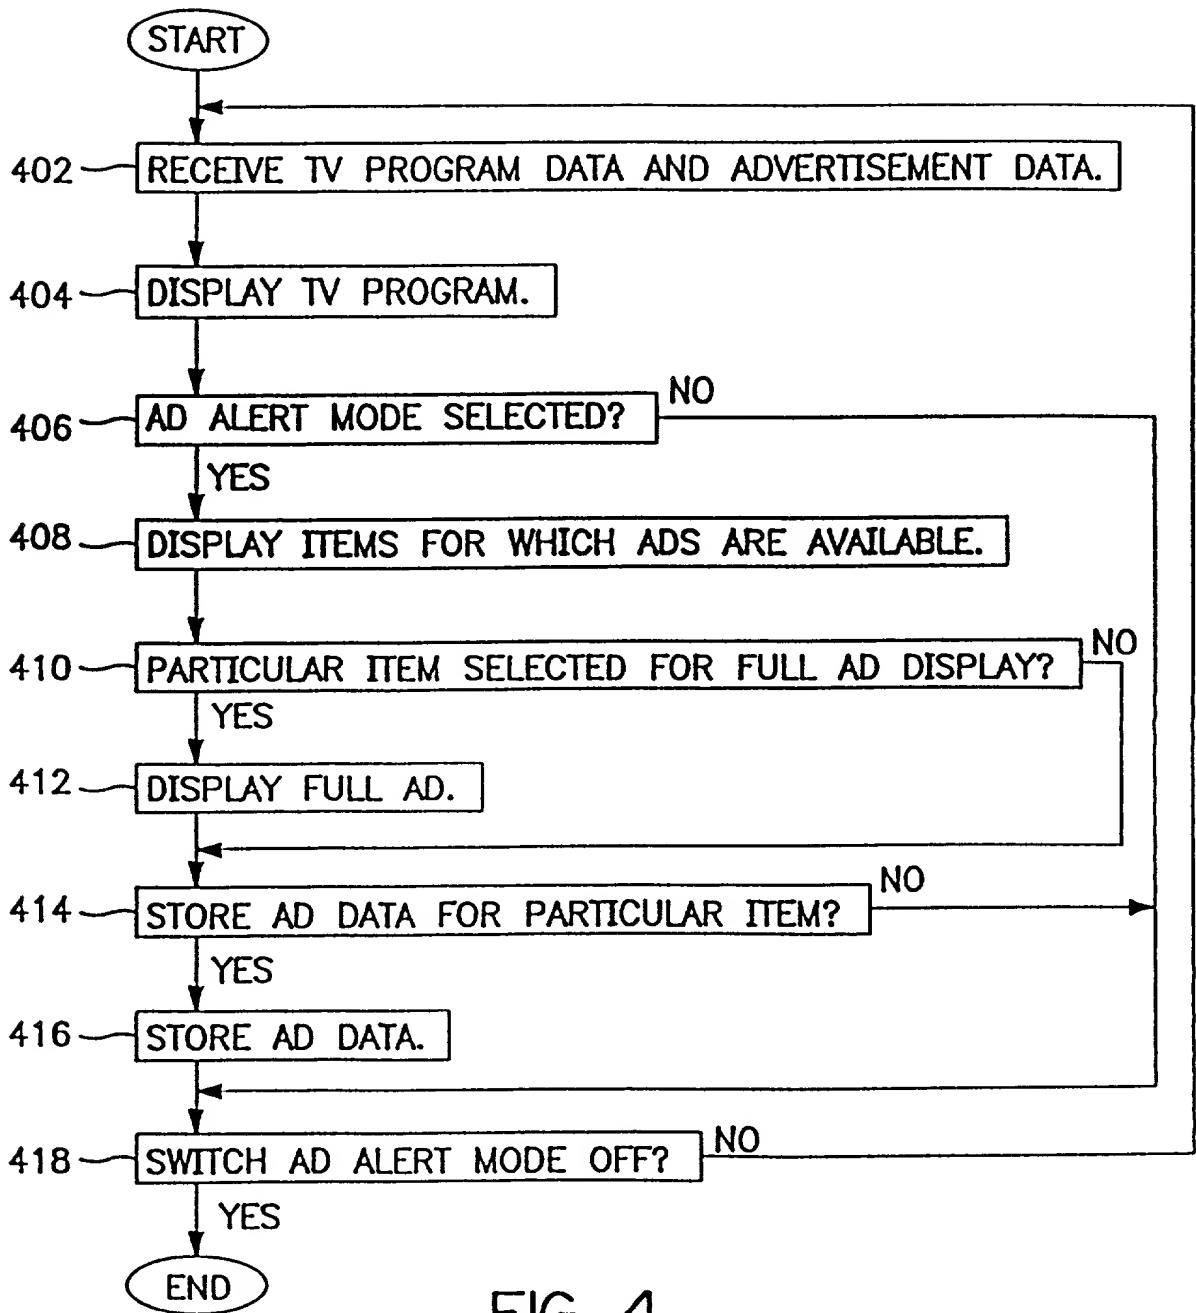 START
402 RECEIVE TV PROGRAM DATA AND ADVERTISEMENT DATA.
404 DISPLAY TV PROGRAM.
NO
406 AD ALERT MODE SELECTED?
YES
408 DISPLAY ITEMS FOR WHICH ADS ARE AVAILABLE.
NO
410 PARTICULAR ITEM SELECTED FOR FULL AD DISPLAY?
YES
412 DISPLAY FULL AD.
NO
414 STORE AD DATA FOR PARTICULAR ITEM?
YES
416 STORE AD DATA.
NO
418 SWITCH AD ALERT MODE OFF?
YES
END
FIG. 4